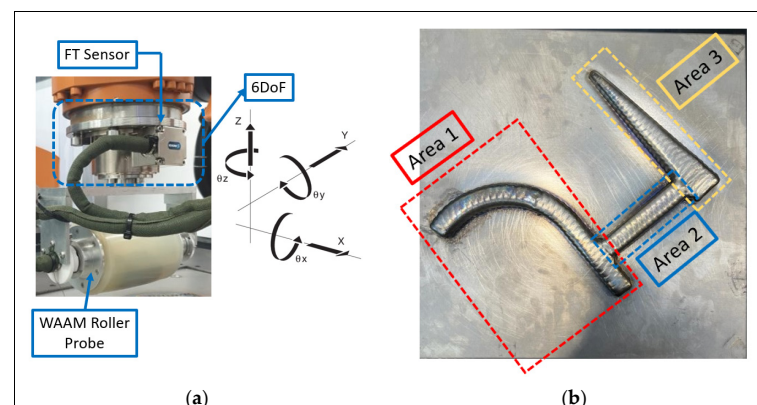 FT Sensor
6DoF
Z
Y
θz
θy
X
θx
WAAM Roller
Probe
(a)
Area 1
Area 2
Area 3
(b)